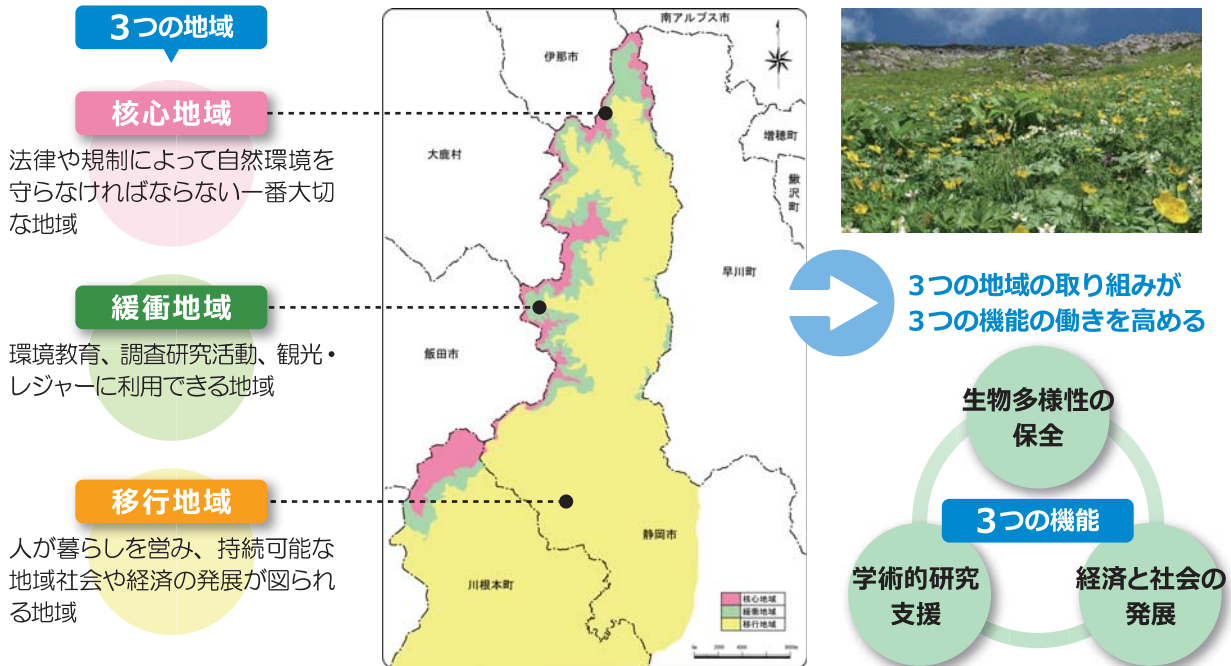 3つの地域
核心地域
法律や規制によって自然環境を
守らなければならない一番大切
な地域
緩衝地域
環境教育、調査研究活動、観光・
レジャーに利用できる地域
移行地域
人が暮らしを営み、持続可能な
地域社会や経済の発展が図られ
る地域
南アルプス市
伊那市
大鹿村
増穂町
鰍沢町
早川町
飯田市
静岡市
川根本町
核心地域
緩衝地域
移行地域
3つの地域の取り組みが
3つの機能の働きを高める
生物多様性の
保全
3つの機能
学術的研究
支援
経済と社会の
発展